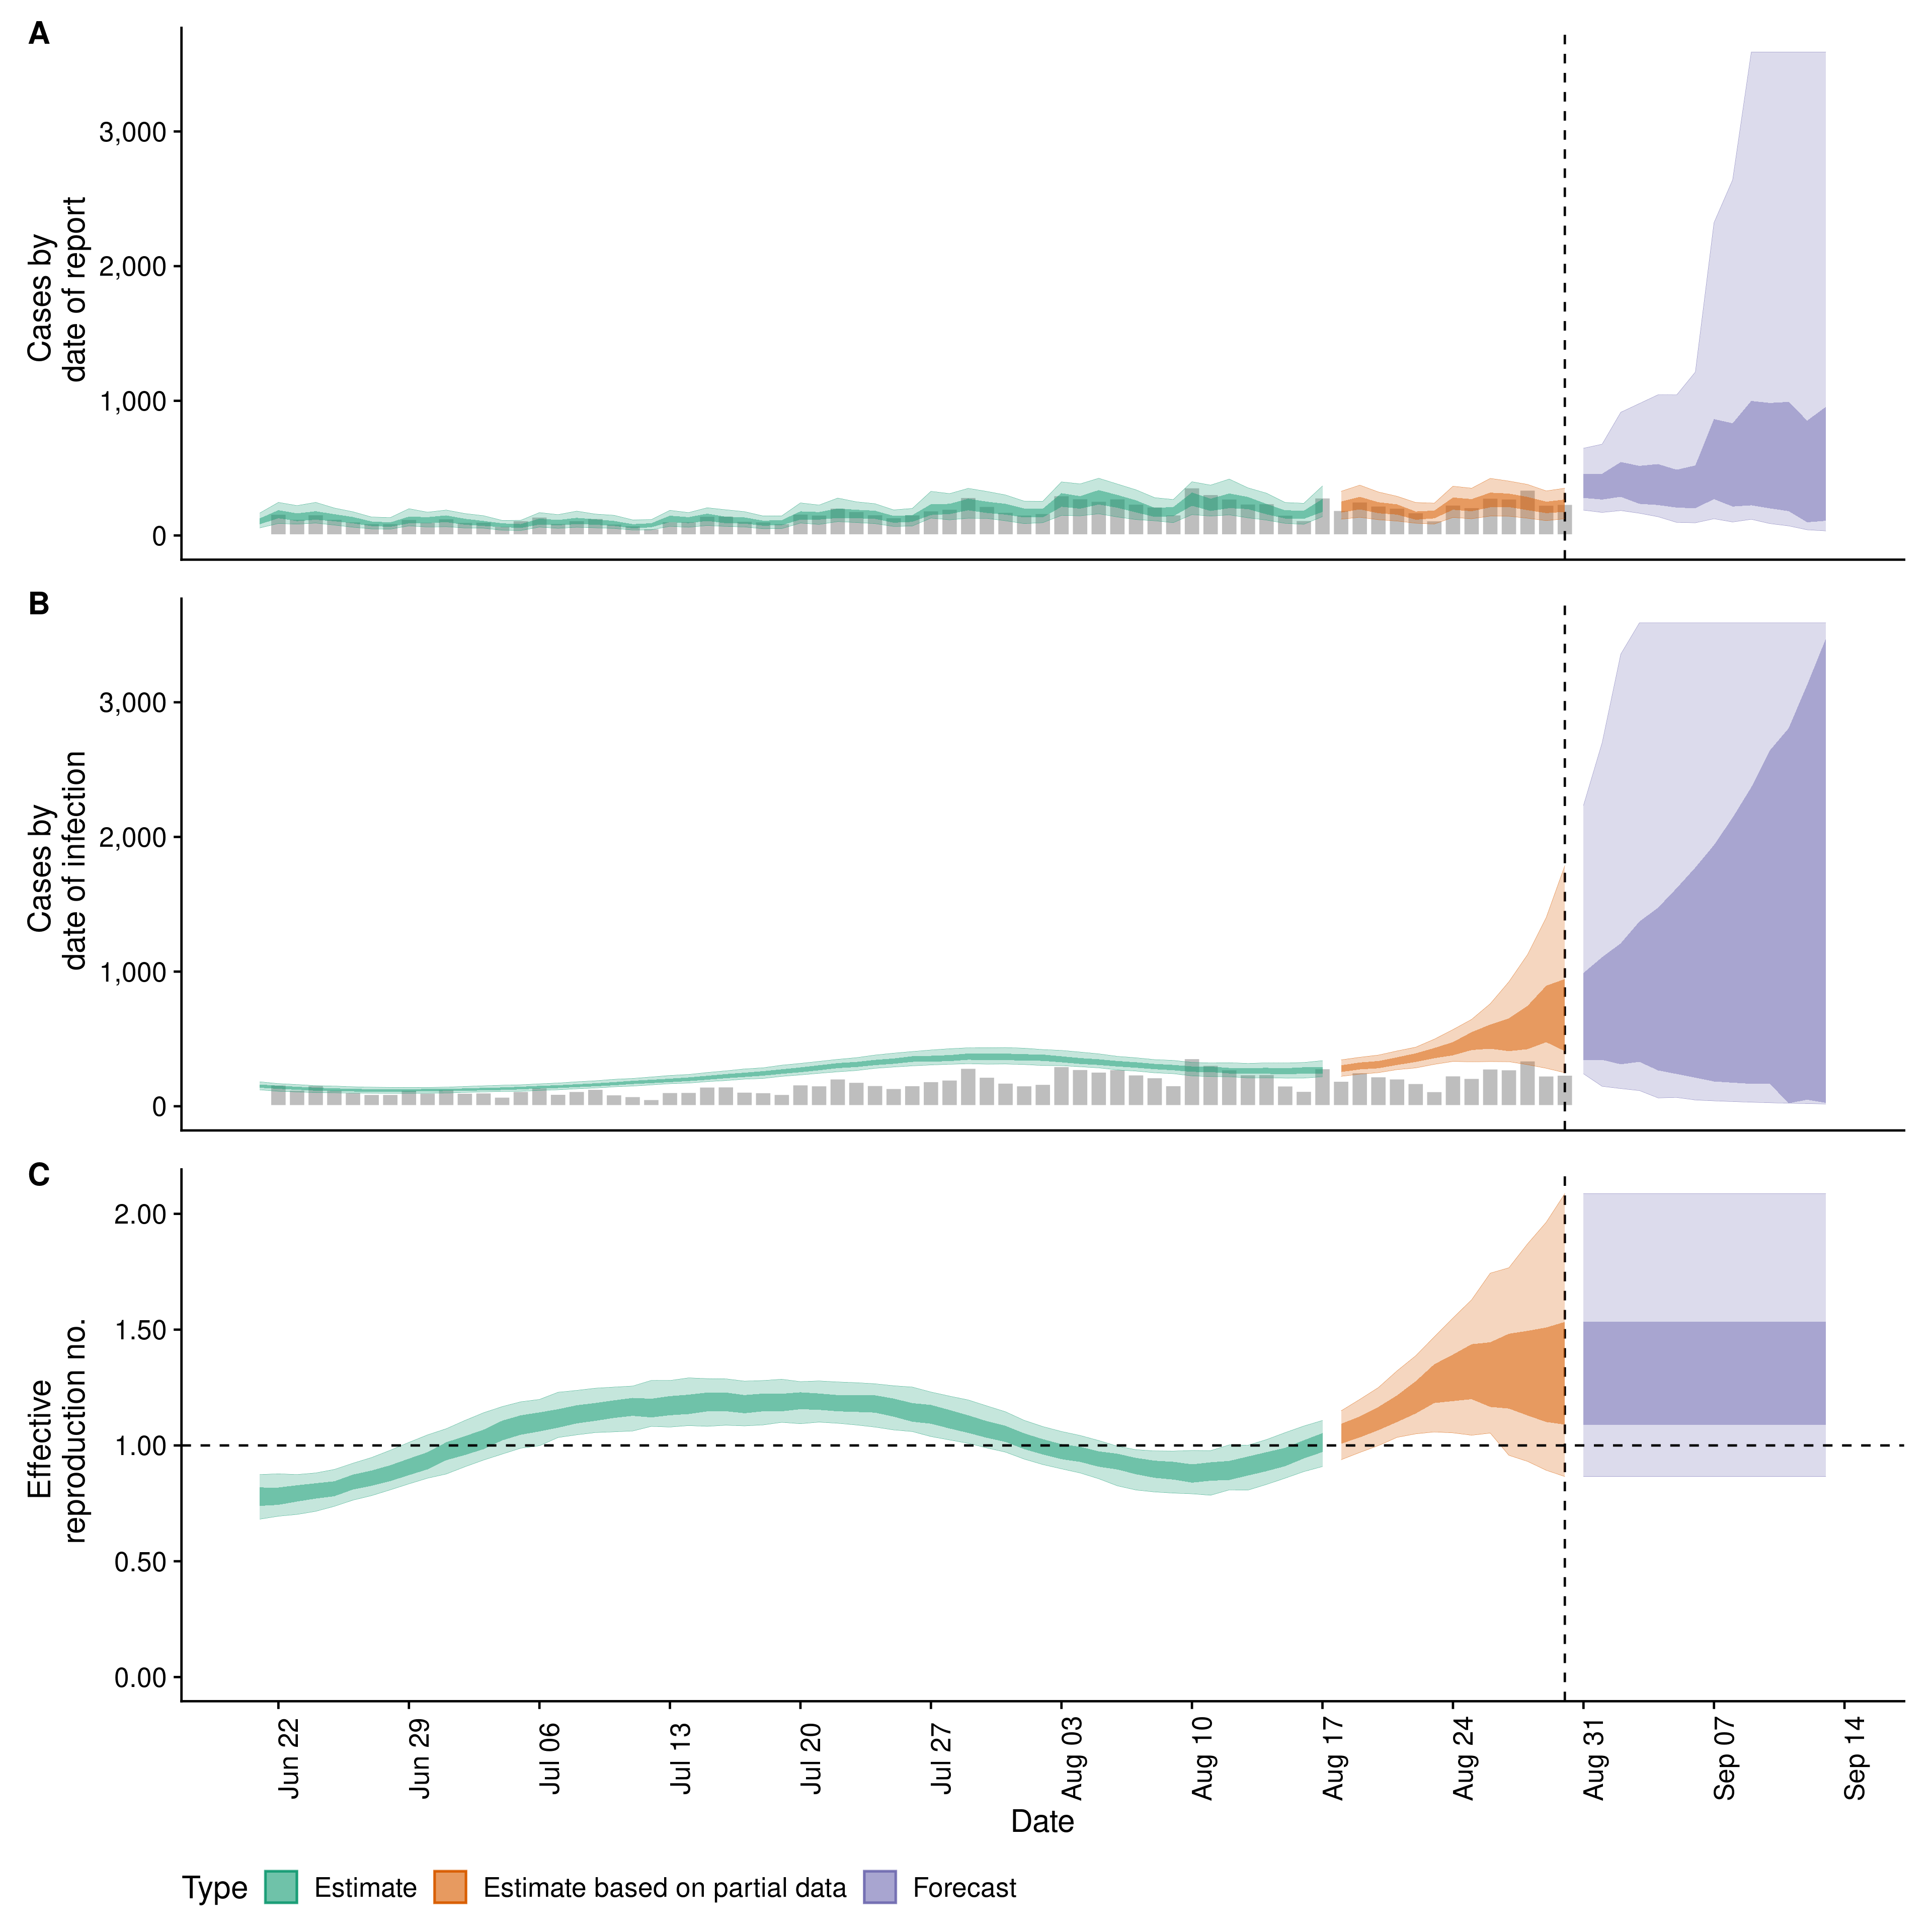 A
Cases by
date of report
3,000
2,000
1,000
0
B
Cases by
date of infection
3,000
2,000
1,000
0
C
Effective
reproduction no.
2.00
1.50
1.00
0.50
0.00
Jun 22
Jun 29
Jul 06
Jul 13
Jul 20
Jul 27
Aug 03
Aug 10
Aug 17
Aug 24
Aug 31
Sep 07
Sep 14
Date
Type Estimate Estimate based on partial data Forecast